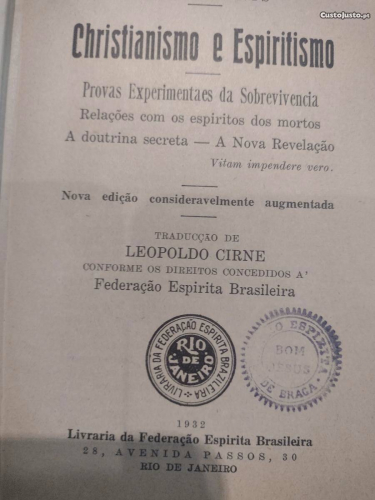 CustoJusto.pt
Christianismo e Espiritismo
Provas Experimentaes da Sobrevivencia
Relações com os espiritos dos mortos
A doutrina secreta — A Nova Revelação
Vitam impendere vero.
Nova edição consideravelmente augmentada
TRADUCÇÃO DE
LEOPOLDO CIRNE
CONFORME OS DIREITOS CONCEDIDOS A'
Federação Espirita Brasileira
LIVRARIA DA FEDERAÇÃO ESPIRITA BRAZILEIRA
RIO
DE
JANEIRO
O ESPIRITA
BOM
JESUS
DE BRAGA
1932
Livraria da Federação Espirita Brasileira
28, AVENIDA PASSOS, 30
RIO DE JANEIRO